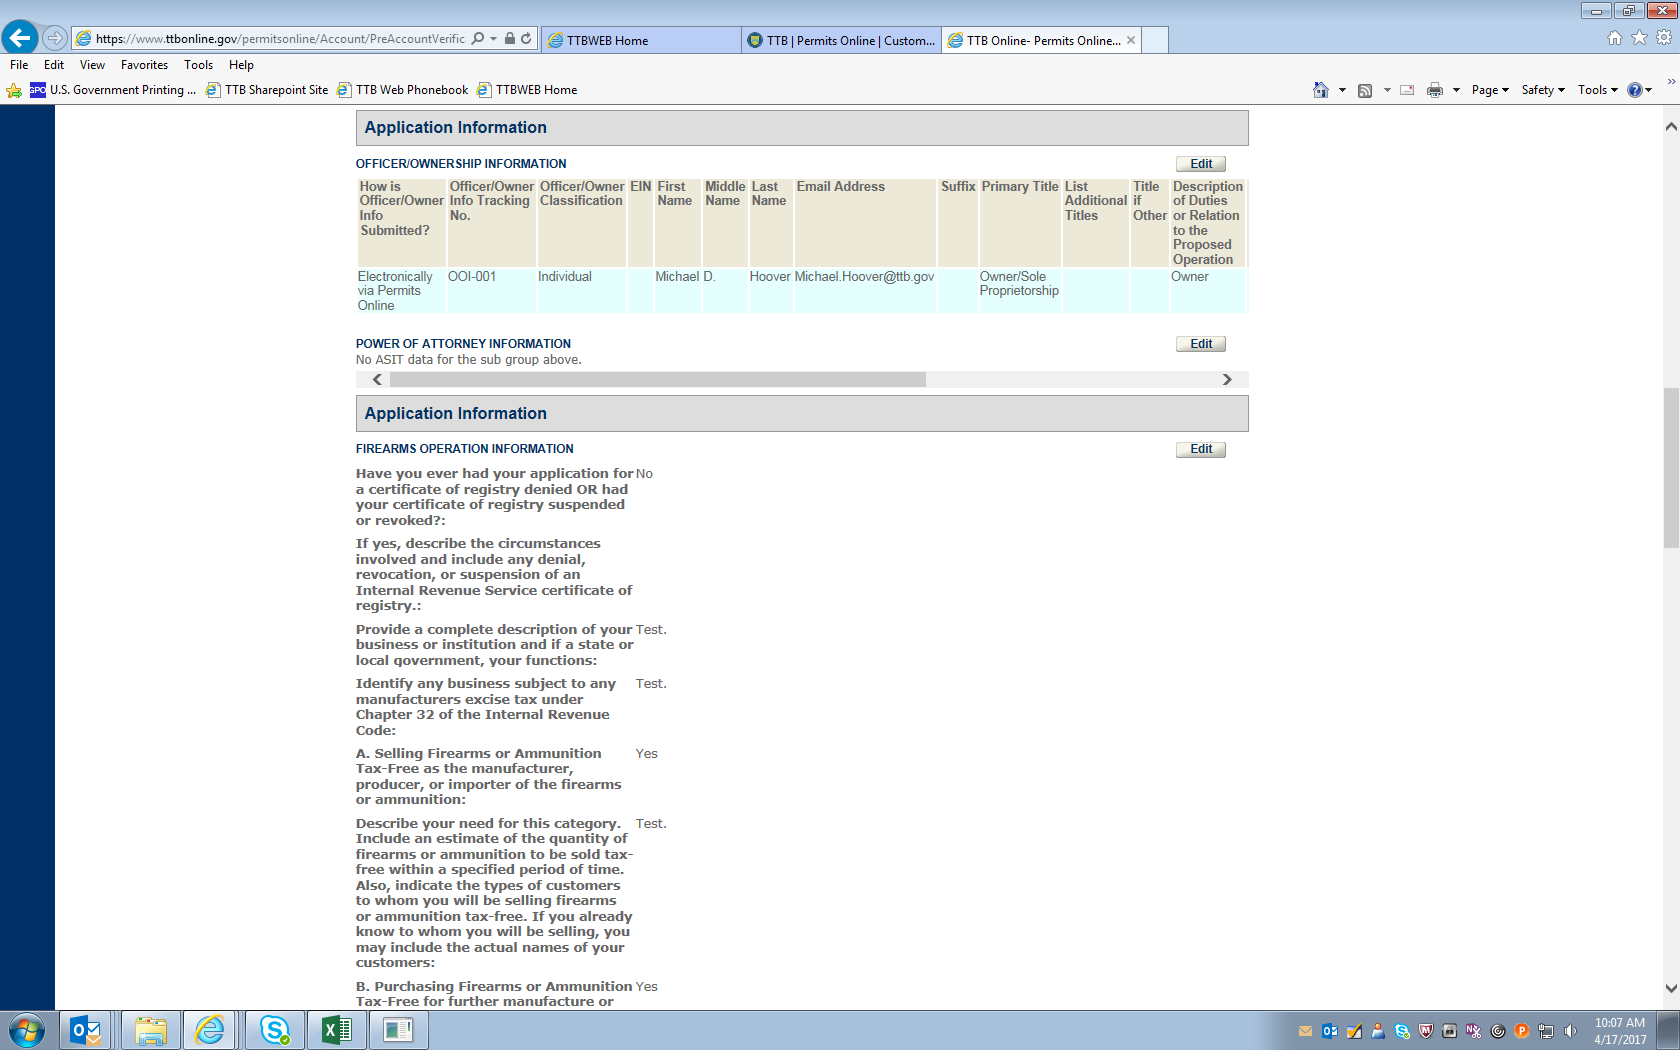 https://www.ttbonline.gov/permitsonline/Account/PreAccountVerific
TTBWEB Home
TTB | Permits Online | Custom...
TTB Online- Permits Online...
File Edit View Favorites Tools Help
GPO U.S. Government Printing ...
TTB Sharepoint Site
TTB Web Phonebook
TTBWEB Home
Page
Safety
Tools
Application Information
OFFICER/OWNERSHIP INFORMATION
Edit
How is Officer/Owner Info Submitted?
Officer/Owner Info Tracking No.
Officer/Owner Classification
EIN
First Name
Middle Name
Last Name
Email Address
Suffix
Primary Title
List Additional Titles
Title if Other
Description of Duties or Relation to the Proposed Operation
Electronically via Permits Online
OOI-001
Individual
Michael
D.
Hoover
Michael.Hoover@ttb.gov
Owner/Sole Proprietorship
Owner
POWER OF ATTORNEY INFORMATION
Edit
No ASIT data for the sub group above.
Application Information
FIREARMS OPERATION INFORMATION
Edit
Have you ever had your application for No
a certificate of registry denied OR had
your certificate of registry suspended
or revoked?:
If yes, describe the circumstances
involved and include any denial,
revocation, or suspension of an
Internal Revenue Service certificate of
registry.:
Provide a complete description of your Test.
business or institution and if a state or
local government, your functions:
Identify any business subject to any Test.
manufacturers excise tax under
Chapter 32 of the Internal Revenue
Code:
A. Selling Firearms or Ammunition Yes
Tax-Free as the manufacturer,
producer, or importer of the firearms
or ammunition:
Describe your need for this category. Test.
Include an estimate of the quantity of
firearms or ammunition to be sold tax-
free within a specified period of time.
Also, indicate the types of customers
to whom you will be selling firearms
or ammunition tax-free. If you already
know to whom you will be selling, you
may include the actual names of your
customers:
B. Purchasing Firearms or Ammunition Yes
Tax-Free for further manufacture or
10:07 AM
4/17/2017